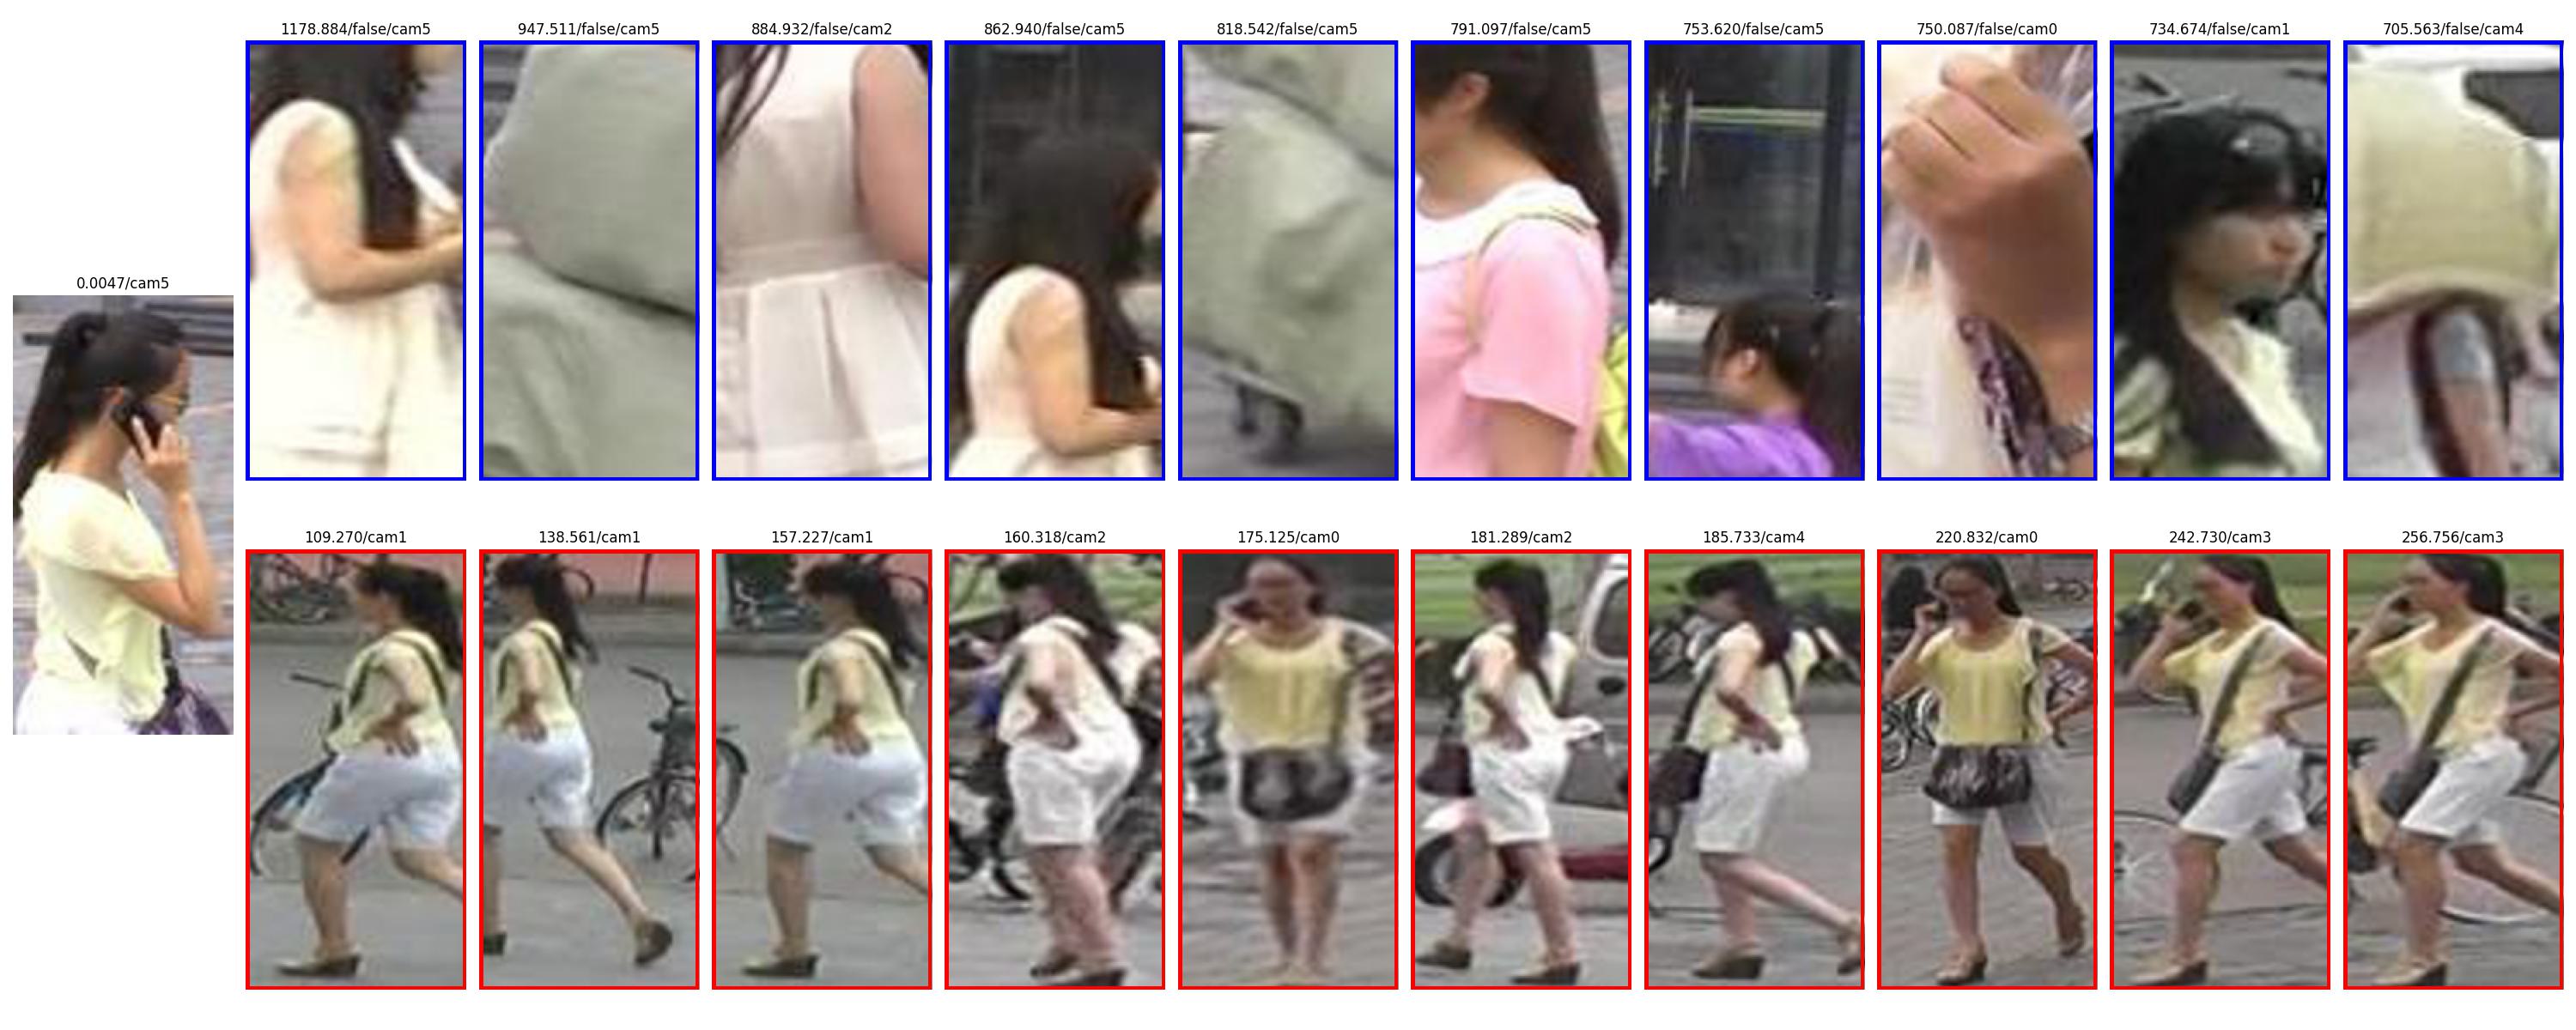 1178.884/false/cam5
947.511/false/cam5
884.932/false/cam2
862.940/false/cam5
818.542/false/cam5
791.097/false/cam5
753.620/false/cam5
750.087/false/cam0
734.674/false/cam1
705.563/false/cam4
0.0047/cam5
109.270/cam1
138.561/cam1
157.227/cam1
160.318/cam2
175.125/cam0
181.289/cam2
185.733/cam4
220.832/cam0
242.730/cam3
256.756/cam3